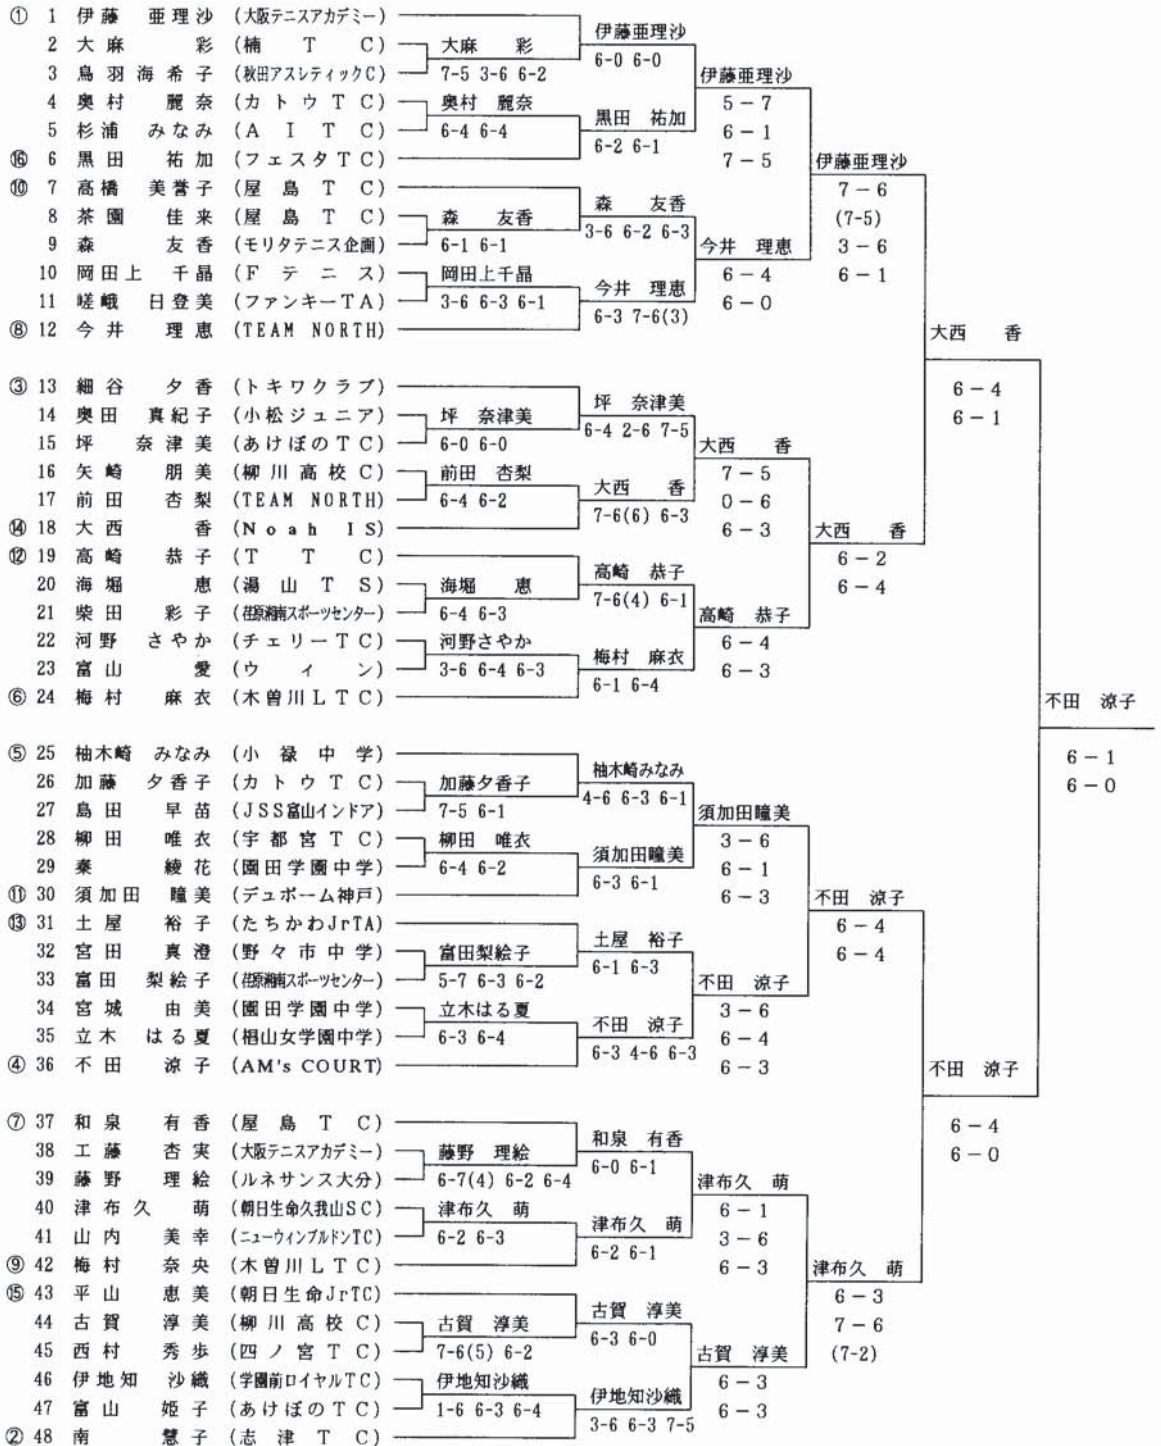 ① 1 伊藤 亜理沙 (大阪テニスアカデミー)
2 大麻 彩 (楠TC)
3 鳥羽海希子 (秋田アスレティックC)
4 奥村 麗奈 (カトウTC)
5 杉浦 みなみ (AITC)
⑯ 6 黒田 祐加 (フェスタTC)
⑩ 7 高橋 美誉子 (屋島TC)
8 茶園 佳来 (屋島TC)
9 森 友香 (モリタテニス企画)
10 岡田上 千晶 (Fテニス)
11 嵯峨 日登美 (ファンキーTA)
⑧ 12 今井 理恵 (TEAM NORTH)
③ 13 細谷 夕香 (トキワクラブ)
14 奥田 真紀子 (小松ジュニア)
15 坪 奈津美 (あけぼのTC)
16 矢崎 朋美 (柳川高校C)
17 前田 杏梨 (TEAM NORTH)
⑭ 18 大西 香 (Noah IS)
⑫ 19 高崎 恭子 (TTC)
20 海堀 恵 (湯山TS)
21 柴田 彩子 (荏原湘南スポーツセンター)
22 河野 さやか (チェリーTC)
23 富山 愛 (ウィン)
⑥ 24 梅村 麻衣 (木曽川LTC)
⑤ 25 柚木崎 みなみ (小禄中学)
26 加藤 夕香子 (カトウTC)
27 島田 早苗 (JSS富山インドア)
28 柳田 唯衣 (宇都宮TC)
29 秦 綾花 (園田学園中学)
⑪ 30 須加田 瞳美 (デュボーム神戸)
⑬ 31 土屋 裕子 (たちかわJrTA)
32 宮田 真澄 (野々市中学)
33 富田 梨絵子 (荏原湘南スポーツセンター)
34 宮城 由美 (園田学園中学)
35 立木 はる夏 (椙山女学園中学)
④ 36 不田 涼子 (AM's COURT)
⑦ 37 和泉 有香 (屋島TC)
38 工藤 杏実 (大阪テニスアカデミー)
39 藤野 理絵 (ルネサンス大分)
40 津布久 萌 (朝日生命久我山SC)
41 山内 美幸 (ニューウィンブルドンTC)
⑨ 42 梅村 奈央 (木曽川LTC)
⑮ 43 平山 恵美 (朝日生命JrTC)
44 古賀 淳美 (柳川高校C)
45 西村 秀歩 (四ノ宮TC)
46 伊地知 沙織 (学園前ロイヤルTC)
47 富山 姫子 (あけぼのTC)
② 48 南 慧子 (志津TC)
大麻 彩
7-5 3-6 6-2
奥村 麗奈
6-4 6-4
森 友香
6-1 6-1
岡田上千晶
3-6 6-3 6-1
坪 奈津美
6-0 6-0
前田 杏梨
6-4 6-2
海堀 恵
6-4 6-3
河野さやか
3-6 6-4 6-3
加藤夕香子
7-5 6-1
柳田 唯衣
6-4 6-2
富田梨絵子
5-7 6-3 6-2
立木はる夏
6-3 6-4
藤野 理絵
6-7(4) 6-2 6-4
津布久 萌
6-2 6-3
古賀 淳美
7-6(5) 6-2
伊地知沙織
1-6 6-3 6-4
伊藤亜理沙
6-0 6-0
黒田 祐加
6-2 6-1
森 友香
3-6 6-2 6-3
今井 理恵
6-3 7-6(3)
坪 奈津美
6-4 2-6 7-5
大西 香
7-6(6) 6-3
高崎 恭子
7-6(4) 6-1
梅村 麻衣
6-1 6-4
柚木崎みなみ
4-6 6-3 6-1
須加田瞳美
6-3 6-1
土屋 裕子
6-1 6-3
不田 涼子
6-3 4-6 6-3
和泉 有香
6-0 6-1
津布久 萌
6-2 6-1
古賀 淳美
6-3 6-0
伊地知沙織
3-6 6-3 7-5
伊藤亜理沙
5-7
6-1
7-5
今井 理恵
6-4
6-0
大西 香
7-5
0-6
6-3
高崎 恭子
6-4
6-3
須加田瞳美
3-6
6-1
6-3
不田 涼子
3-6
6-4
6-3
津布久 萌
6-1
3-6
6-3
古賀 淳美
6-3
6-3
伊藤亜理沙
7-6
(7-5)
3-6
6-1
大西 香
6-2
6-4
不田 涼子
6-4
6-4
津布久 萌
6-3
7-6
(7-2)
大西 香
6-4
6-1
不田 涼子
6-4
6-0
不田 涼子
6-1
6-0